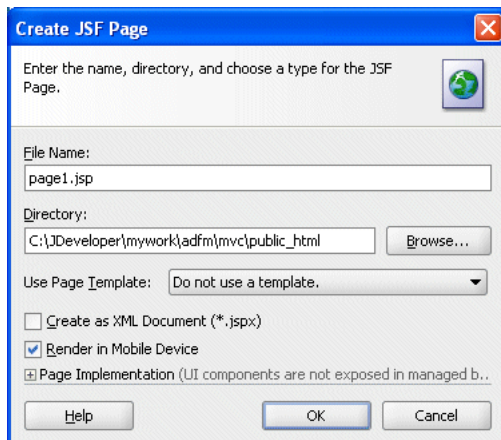 Create JSF Page
Enter the name, directory, and choose a type for the JSF
Page.
File Name:
page1.jsp
Directory:
C:\JDeveloper\mywork\adfm\mvc\public_html
Browse...
Use Page Template:
Do not use a template.
Create as XML Document (*.jspx)
Render in Mobile Device
Page Implementation (UI components are not exposed in managed b..
Help
OK
Cancel